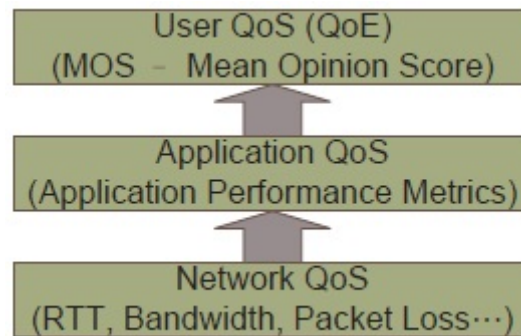 User QoS (QoE)
(MOS – Mean Opinion Score)
Application QoS
(Application Performance Metrics)
Network QoS
(RTT, Bandwidth, Packet Loss⋯)